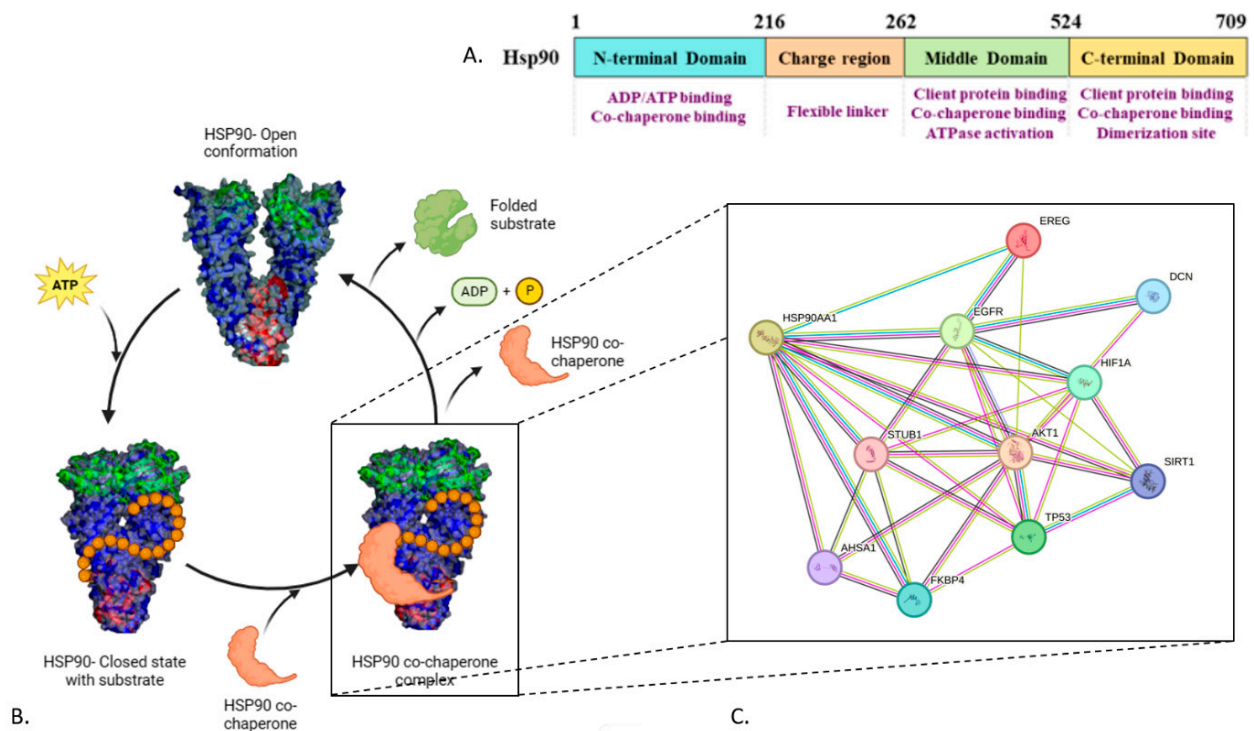 1 216 262 524 709
A. Hsp90 N-terminal Domain Charge region Middle Domain C-terminal Domain
ADP/ATP binding
Co-chaperone binding
Flexible linker
Client protein binding
Co-chaperone binding
ATPase activation
Client protein binding
Co-chaperone binding
Dimerization site
HSP90- Open
conformation
ATP
Folded
substrate
ADP + P
HSP90 co-
chaperone
HSP90- Closed state
with substrate
HSP90 co-
chaperone
HSP90 co-chaperone
complex
B.
EREG
DCN
HSP90AA1
EGFR
HIF1A
STUB1
AKT1
SIRT1
TP53
AHSA1
FKBP4
C.